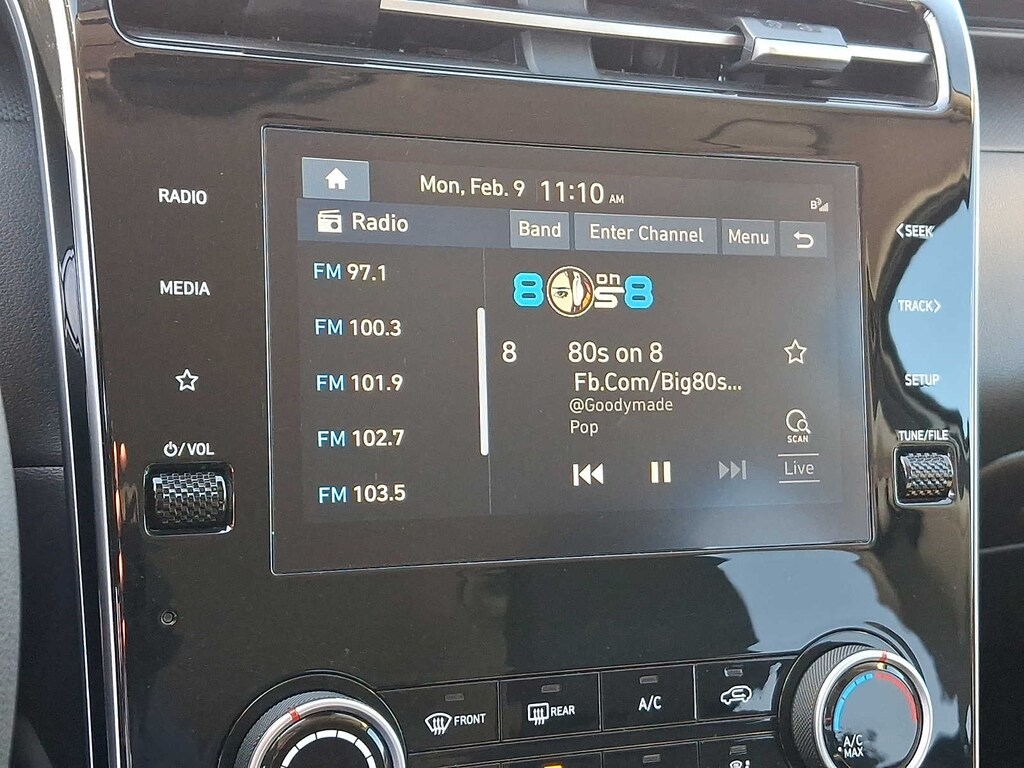 Mon, Feb. 9 11:10 AM
B
Radio
Band
Enter Channel
Menu
FM 97.1
FM 100.3
FM 101.9
FM 102.7
FM 103.5
80s on 8
8 80s on 8
Fb.Com/Big80s...
@Goodymade
Pop
SCAN
Live
RADIO
MEDIA
/VOL
<SEEK
TRACK>
SETUP
TUNE/FILE
FRONT
REAR
A/C
A/C
MAX